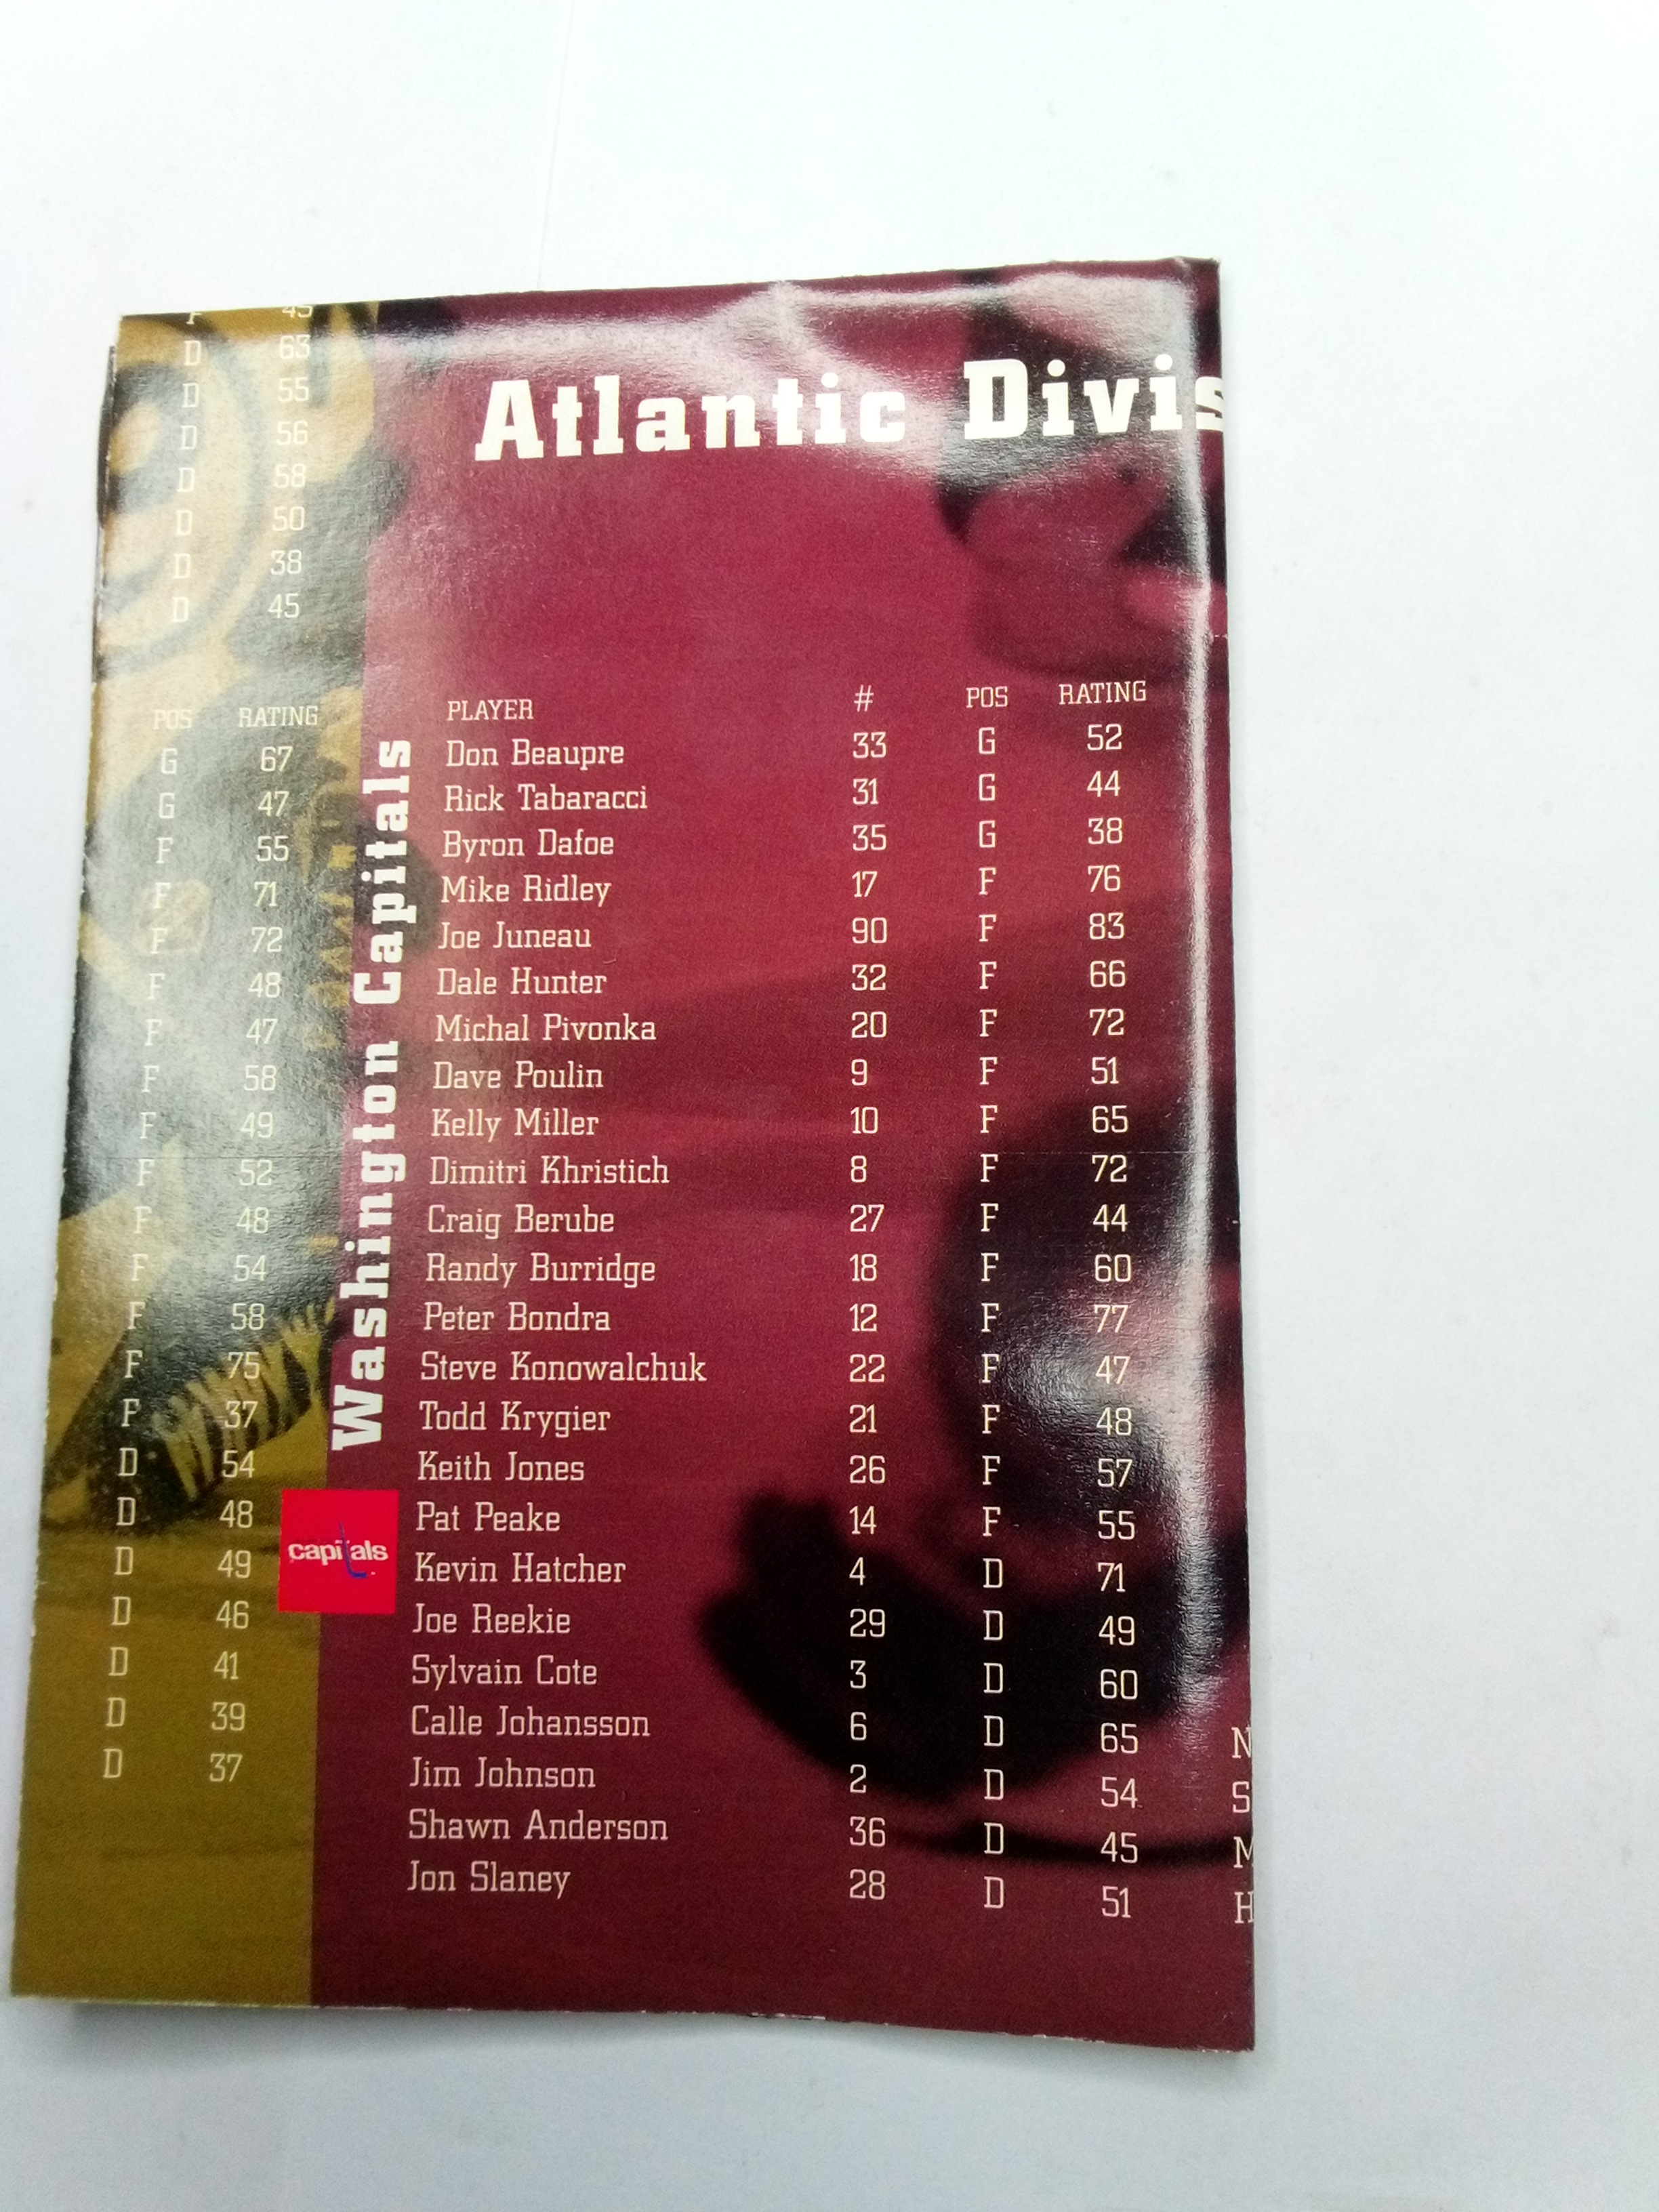 F 45
D 63
D 55
D 56
D 58
D 50
D 38
D 45
POS RATING
G 67
G 47
F 55
F 71
F 72
F 48
F 47
F 58
F 49
F 52
F 48
F 54
F 58
F 75
F 37
D 54
D 48
D 49
D 46
D 41
D 39
D 37
Atlantic Divis
Washington Capitals
capitals
PLAYER # POS RATING
Don Beaupre 33 G 52
Rick Tabaracci 31 G 44
Byron Dafoe 35 G 38
Mike Ridley 17 F 76
Joe Juneau 90 F 83
Dale Hunter 32 F 66
Michal Pivonka 20 F 72
Dave Poulin 9 F 51
Kelly Miller 10 F 65
Dimitri Khristich 8 F 72
Craig Berube 27 F 44
Randy Burridge 18 F 60
Peter Bondra 12 F 77
Steve Konowalchuk 22 F 47
Todd Krygier 21 F 48
Keith Jones 26 F 57
Pat Peake 14 F 55
Kevin Hatcher 4 D 71
Joe Reekie 29 D 49
Sylvain Cote 3 D 60
Calle Johansson 6 D 65
Jim Johnson 2 D 54
Shawn Anderson 36 D 45
Jon Slaney 28 D 51
N
S
M
H